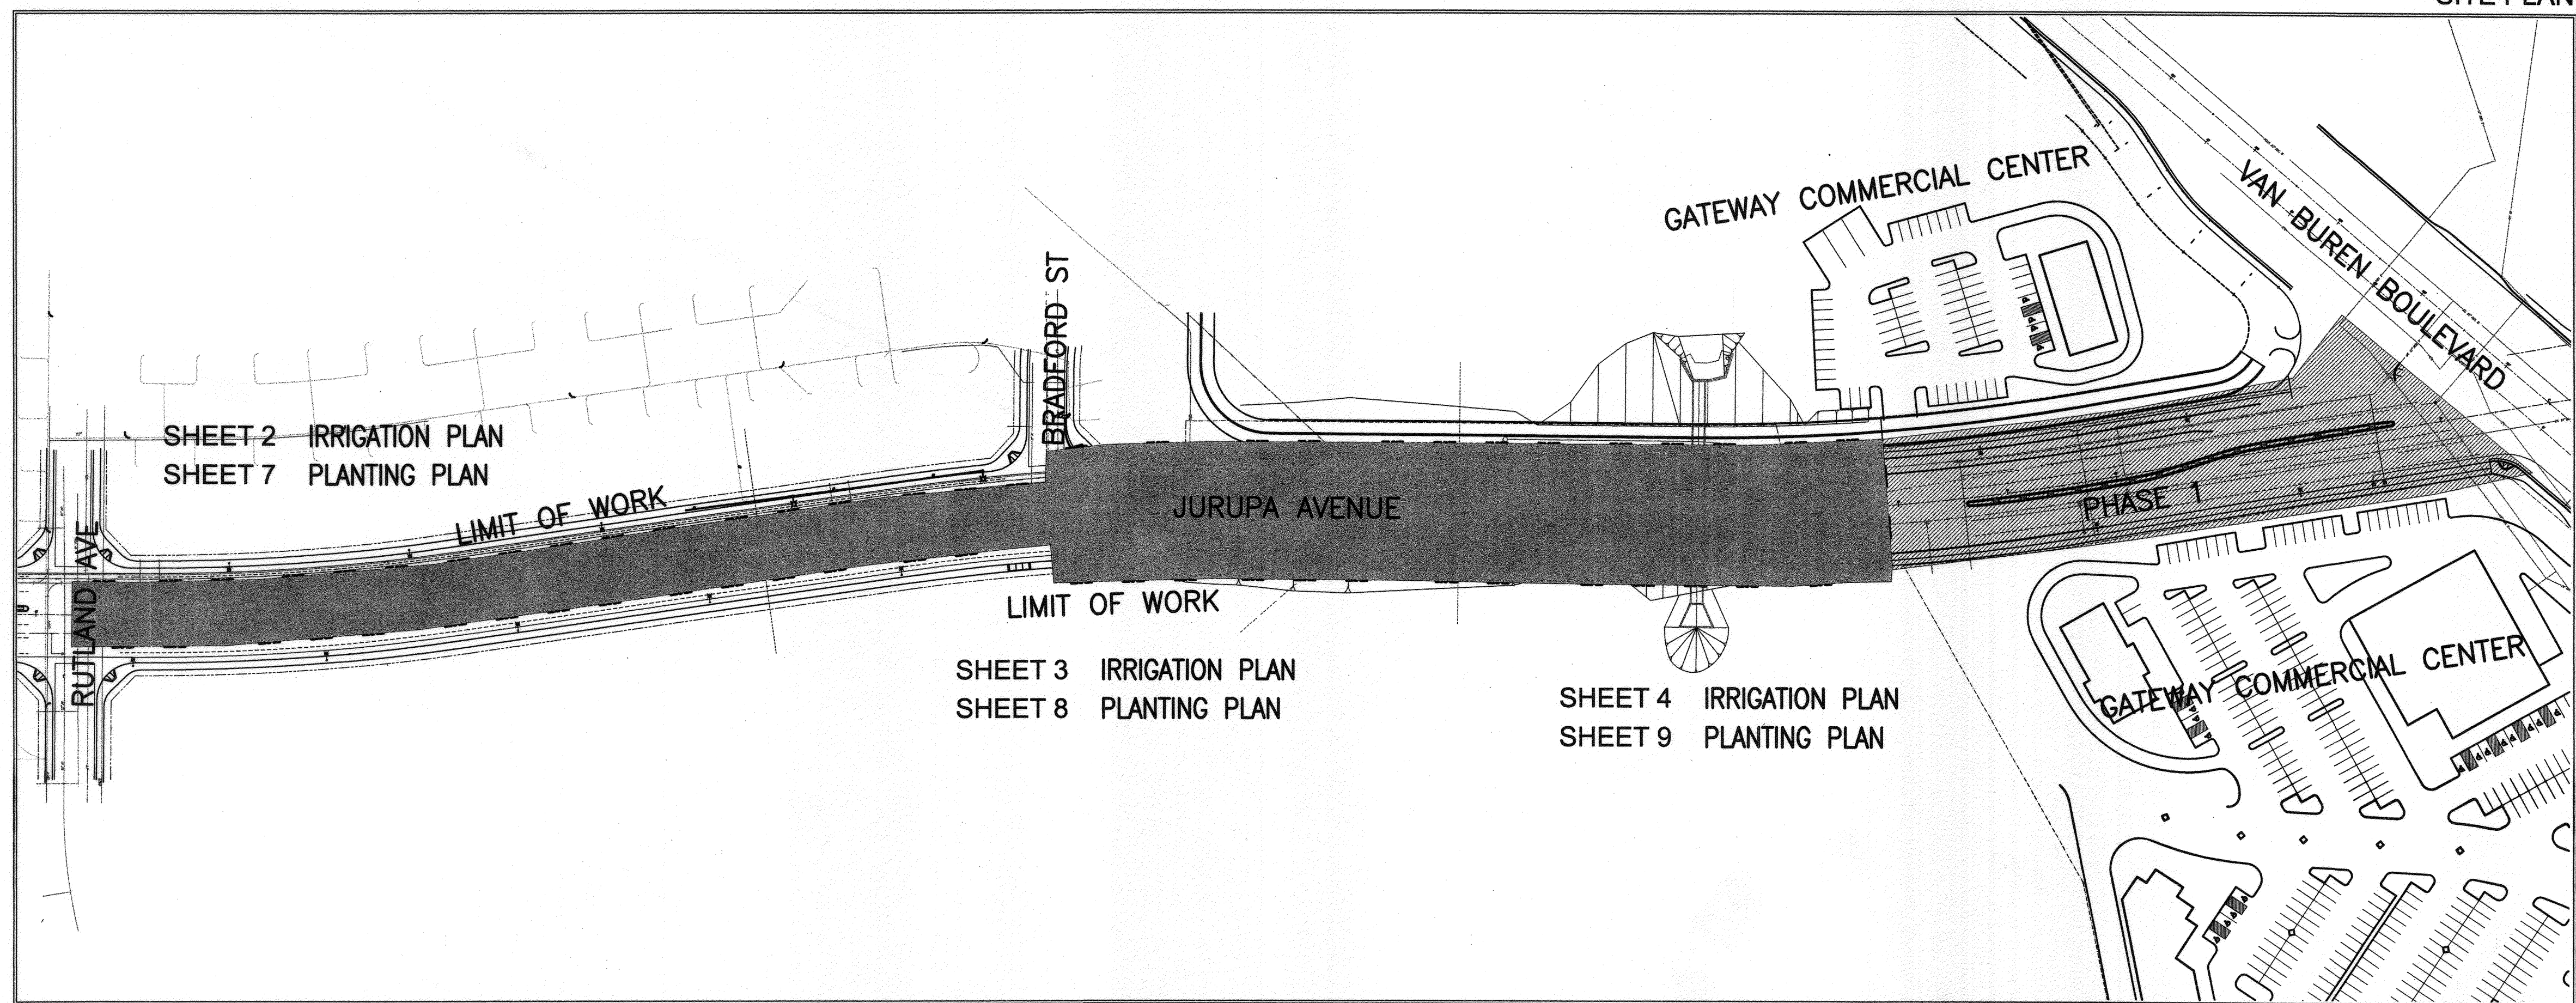 SITE PLAN
GATEWAY COMMERCIAL CENTER
VAN BUREN BOULEVARD
BRADFORD ST
SHEET 2 IRRIGATION PLAN
SHEET 7 PLANTING PLAN
LIMIT OF WORK
JURUPA AVENUE
PHASE 1
RUTLAND AVE
LIMIT OF WORK
SHEET 3 IRRIGATION PLAN
SHEET 8 PLANTING PLAN
SHEET 4 IRRIGATION PLAN
SHEET 9 PLANTING PLAN
GATEWAY COMMERCIAL CENTER